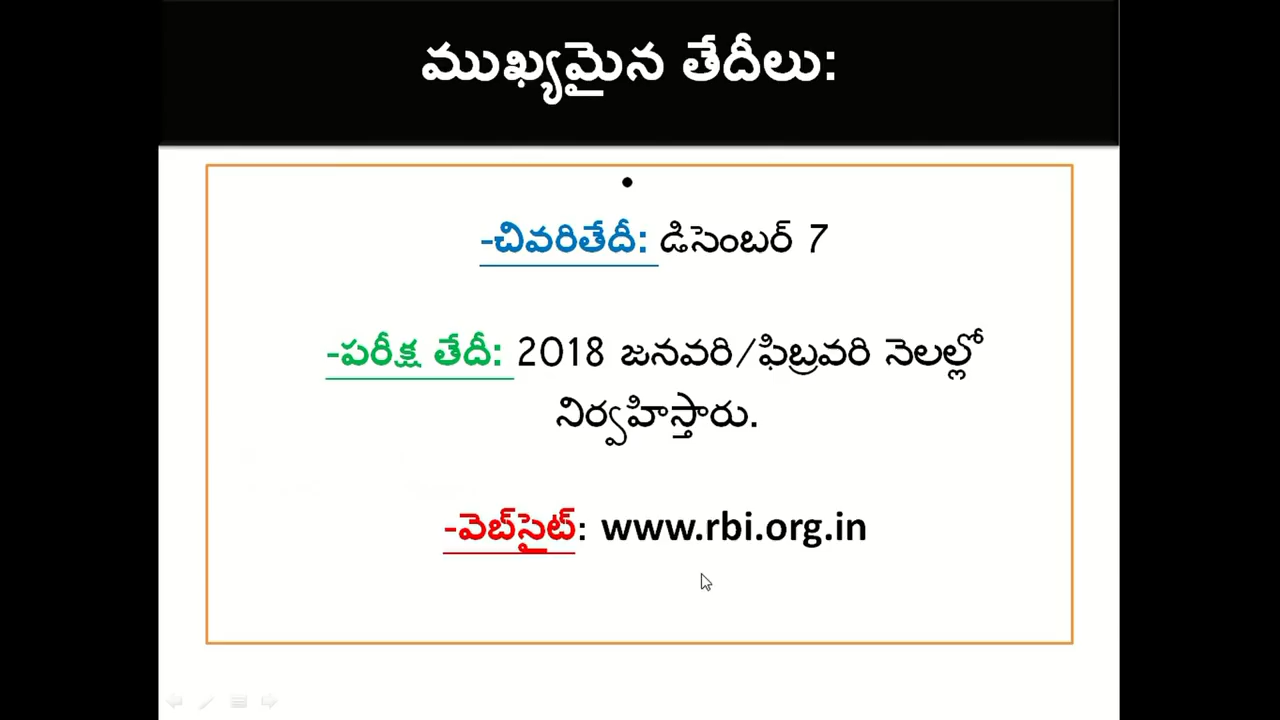 ముఖ్యమైన తేదీలు:
•
-చివరితేదీ: డిసెంబర్ 7
-పరీక్ష తేదీ: 2018 జనవరి/ఫిబ్రవరి నెలల్లో
నిర్వహిస్తారు.
-వెబ్‌సైట్: www.rbi.org.in